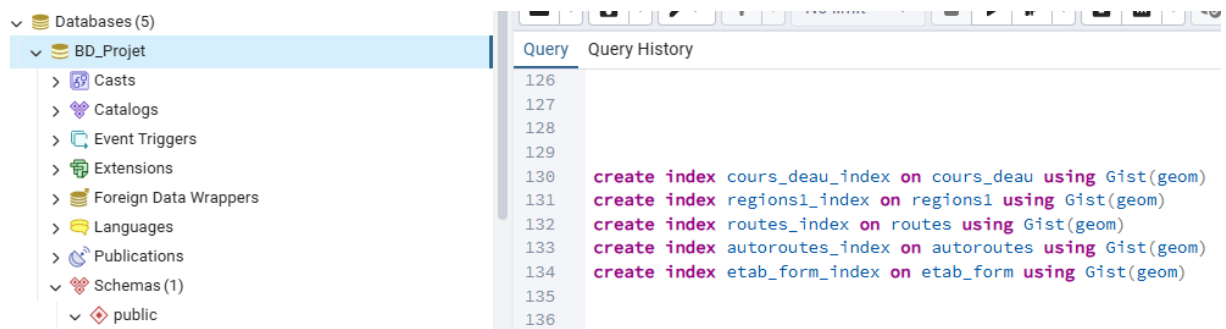 Databases (5)
BD_Projet
Casts
Catalogs
Event Triggers
Extensions
Foreign Data Wrappers
Languages
Publications
Schemas (1)
public
Query Query History
126
127
128
129
130 create index cours_deau_index on cours_deau using Gist(geom)
131 create index regions1_index on regions1 using Gist(geom)
132 create index routes_index on routes using Gist(geom)
133 create index autoroutes_index on autoroutes using Gist(geom)
134 create index etab_form_index on etab_form using Gist(geom)
135
136